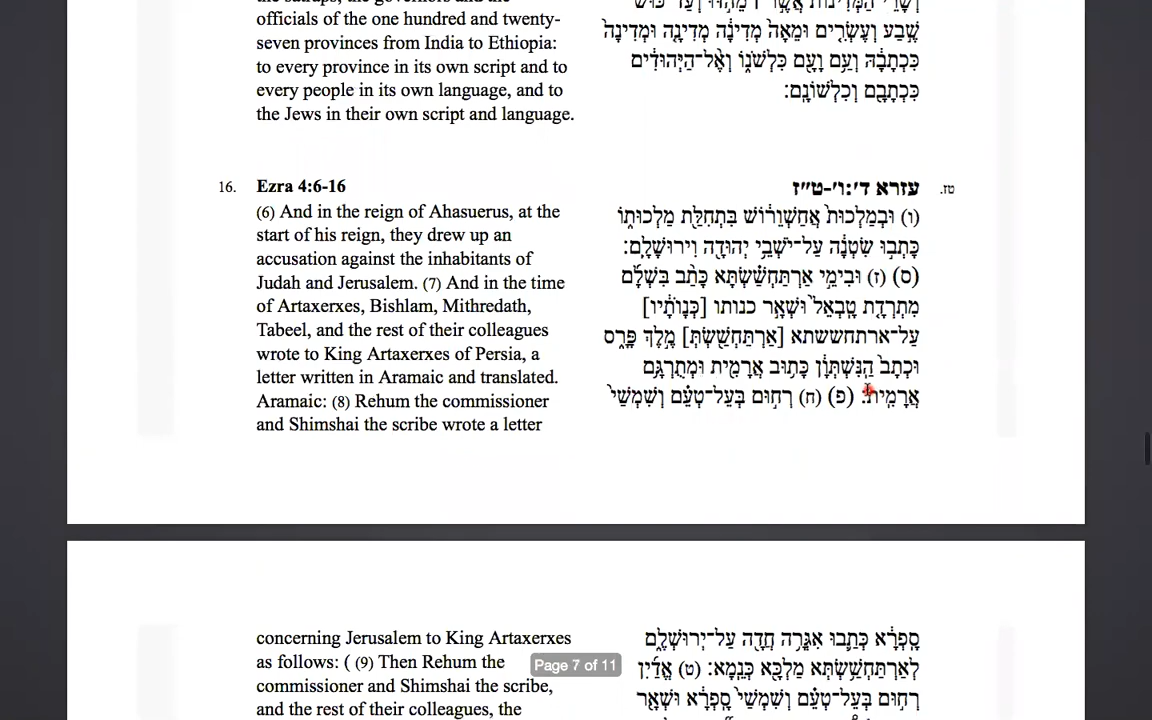 the satraps, the governors and the
officials of the one hundred and twenty-
seven provinces from India to Ethiopia:
to every province in its own script and to
every people in its own language, and to
the Jews in their own script and language.
שֶׁ֣בַע וְעֶשְׂרִ֤ים וּמֵאָה֙ מְדִינָ֔ה מְדִינָ֤ה וּמְדִינָה֙
כִּכְתָבָ֔הּ וְעַ֥ם וָעָ֖ם כִּלְשֹׁנ֑וֹ וְאֶ֨ל־הַיְּהוּדִ֔ים
כִּכְתָבָ֖ם וְכִלְשׁוֹנָֽם׃
16. Ezra 4:6-16
(6) And in the reign of Ahasuerus, at the
start of his reign, they drew up an
accusation against the inhabitants of
Judah and Jerusalem. (7) And in the time
of Artaxerxes, Bishlam, Mithredath,
Tabeel, and the rest of their colleagues
wrote to King Artaxerxes of Persia, a
letter written in Aramaic and translated.
Aramaic: (8) Rehum the commissioner
and Shimshai the scribe wrote a letter
טז. עזרא ד׳:ו׳-ט״ז
(ו) וּבְמַלְכוּת֙ אֲחַשְׁוֵר֔וֹשׁ בִּתְחִלַּ֖ת מַלְכוּת֑וֹ
כָּתְב֣וּ שִׂטְנָ֔ה עַל־יֹשְׁבֵ֥י יְהוּדָ֖ה וִירוּשָׁלִָֽם׃
(ס) (ז) וּבִימֵ֣י אַרְתַּחְשַׁ֗שְׂתָּא כָּתַ֨ב בִּשְׁלָ֜ם
מִתְרְדָ֤ת טָֽבְאֵל֙ וּשְׁאָ֣ר כנותו [כְּנָוֺתָ֔יו]
עַל־ארתחששתא [אַרְתַּחְשַׁ֖שְׂתְּ] מֶ֣לֶךְ פָּרָ֑ס
וּכְתָב֙ הַֽנִּשְׁתְּוָ֔ן כָּת֥וּב אֲרָמִ֖ית וּמְתֻרְגָּ֥ם
אֲרָמִֽית׃ (פ) (ח) רְח֣וּם בְּעֵל־טְעֵ֗ם וְשִׁמְשַׁי֙
concerning Jerusalem to King Artaxerxes
as follows: ( (9) Then Rehum the
commissioner and Shimshai the scribe,
and the rest of their colleagues, the
סָֽפְרָ֔א כְּתַ֛בוּ אִגְּרָ֥ה חֲדָ֖ה עַל־יְרוּשְׁלֶ֑ם
לְאַרְתַּחְשַׁ֥שְׂתְּא מַלְכָּ֖א כְּנֵֽמָא׃ (ט) אֱדַ֜יִן
רְח֣וּם בְּעֵל־טְעֵ֗ם וְשִׁמְשַׁי֙ סָֽפְרָ֔א וּשְׁאָ֖ר
Page 7 of 11